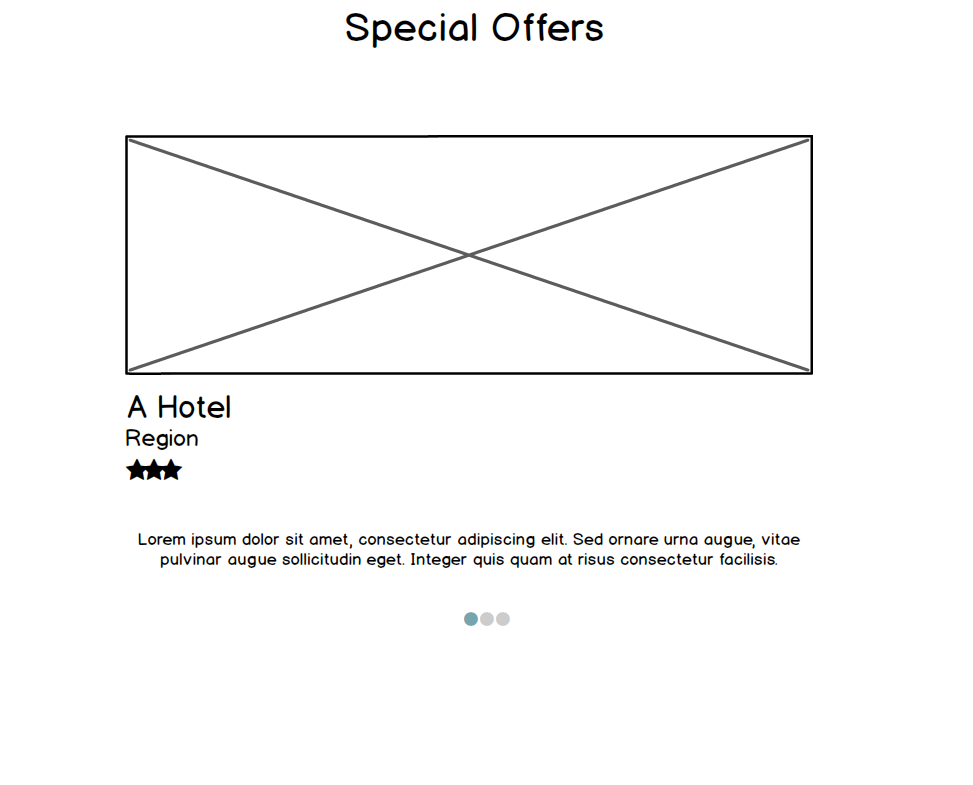 Special Offers
A Hotel
Region
Lorem ipsum dolor sit amet, consectetur adipiscing elit. Sed ornare urna augue, vitae
pulvinar augue sollicitudin eget. Integer quis quam at risus consectetur facilisis.